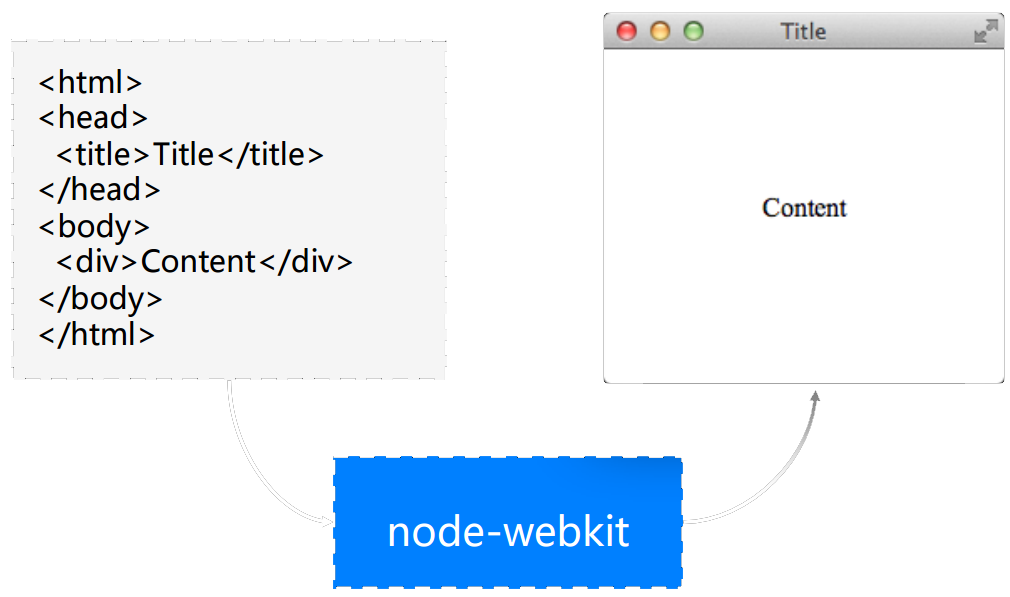 <html>
<head>
  <title>Title</title>
</head>
<body>
  <div>Content</div>
</body>
</html>
Title
Content
node-webkit